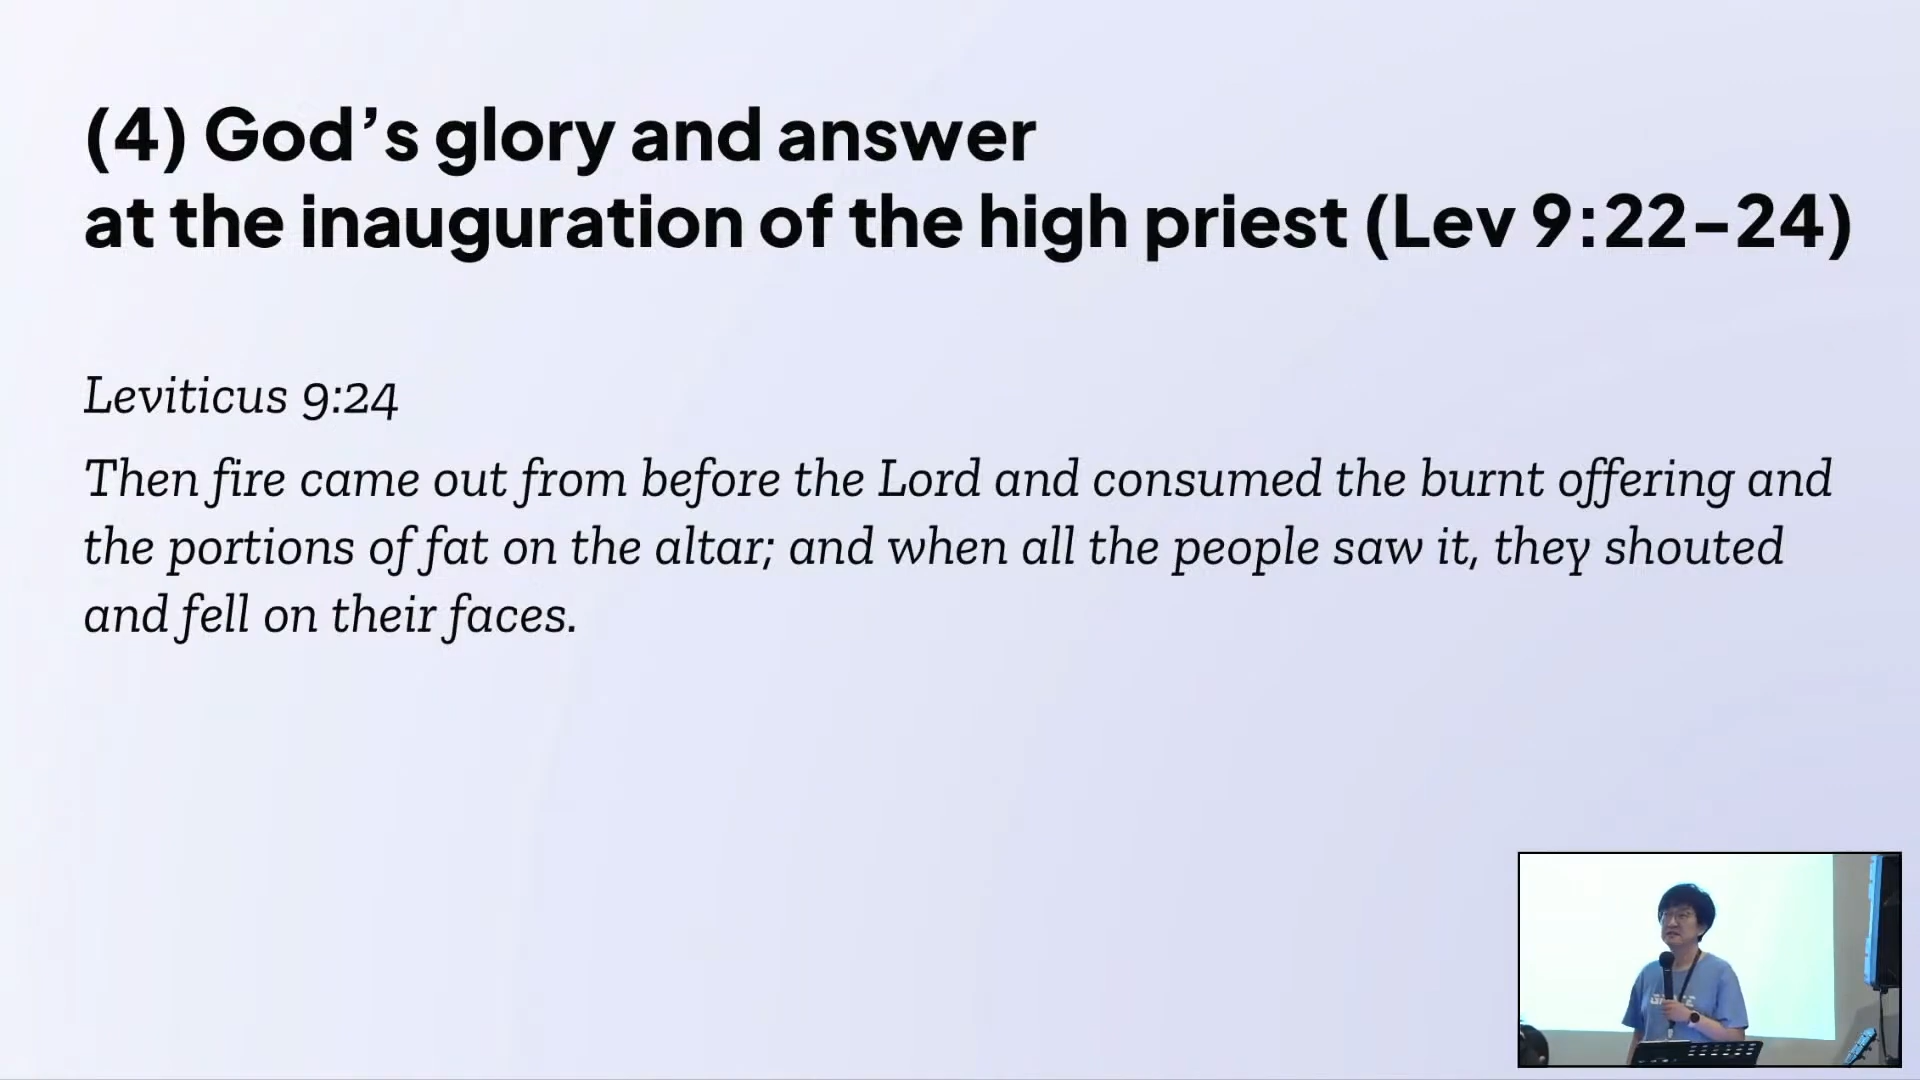 (4) God’s glory and answer
at the inauguration of the high priest (Lev 9:22–24)
Leviticus 9:24
Then fire came out from before the Lord and consumed the burnt offering and
the portions of fat on the altar; and when all the people saw it, they shouted
and fell on their faces.